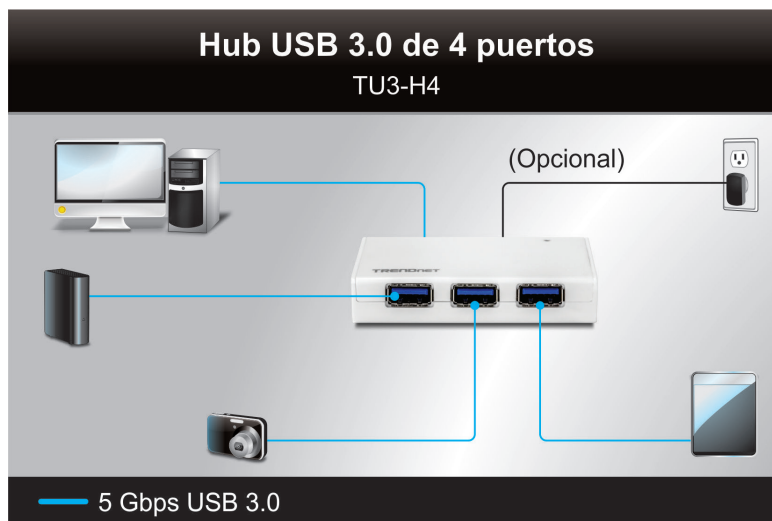 Hub USB 3.0 de 4 puertos
TU3-H4
(Opcional)
TRENDNET
5 Gbps USB 3.0